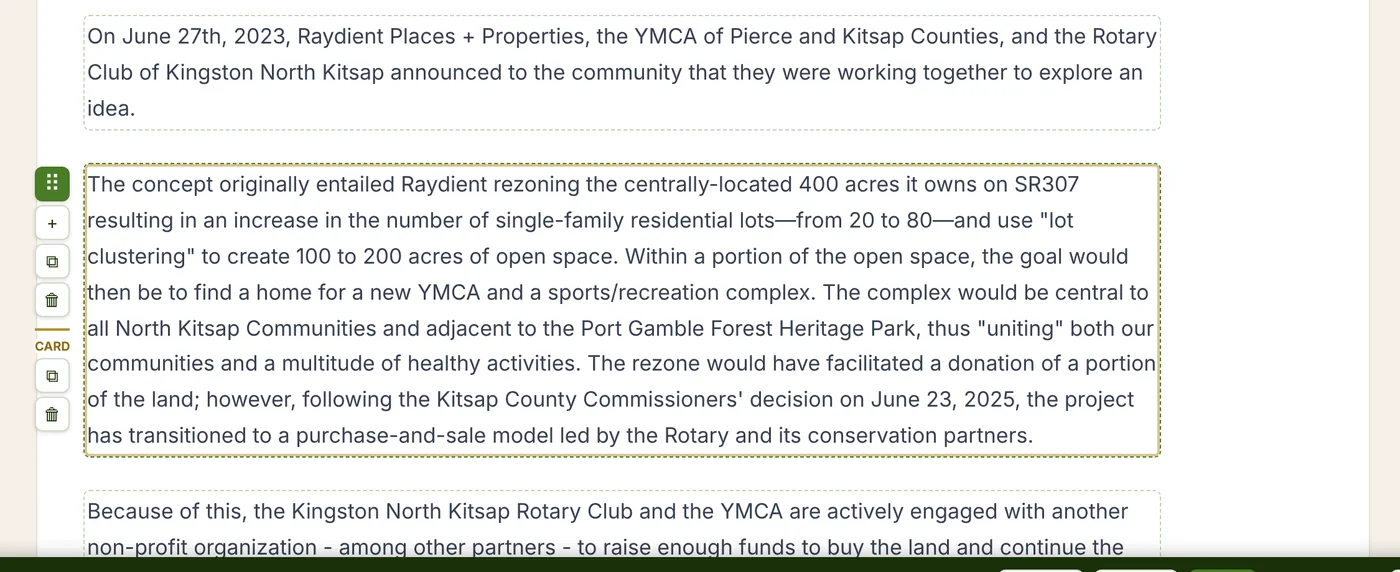 On June 27th, 2023, Raydient Places + Properties, the YMCA of Pierce and Kitsap Counties, and the Rotary
Club of Kingston North Kitsap announced to the community that they were working together to explore an
idea.
The concept originally entailed Raydient rezoning the centrally-located 400 acres it owns on SR307
resulting in an increase in the number of single-family residential lots—from 20 to 80—and use "lot
clustering" to create 100 to 200 acres of open space. Within a portion of the open space, the goal would
then be to find a home for a new YMCA and a sports/recreation complex. The complex would be central to
all North Kitsap Communities and adjacent to the Port Gamble Forest Heritage Park, thus "uniting" both our
communities and a multitude of healthy activities. The rezone would have facilitated a donation of a portion
of the land; however, following the Kitsap County Commissioners' decision on June 23, 2025, the project
has transitioned to a purchase-and-sale model led by the Rotary and its conservation partners.
CARD
Because of this, the Kingston North Kitsap Rotary Club and the YMCA are actively engaged with another
non-profit organization - among other partners - to raise enough funds to buy the land and continue the